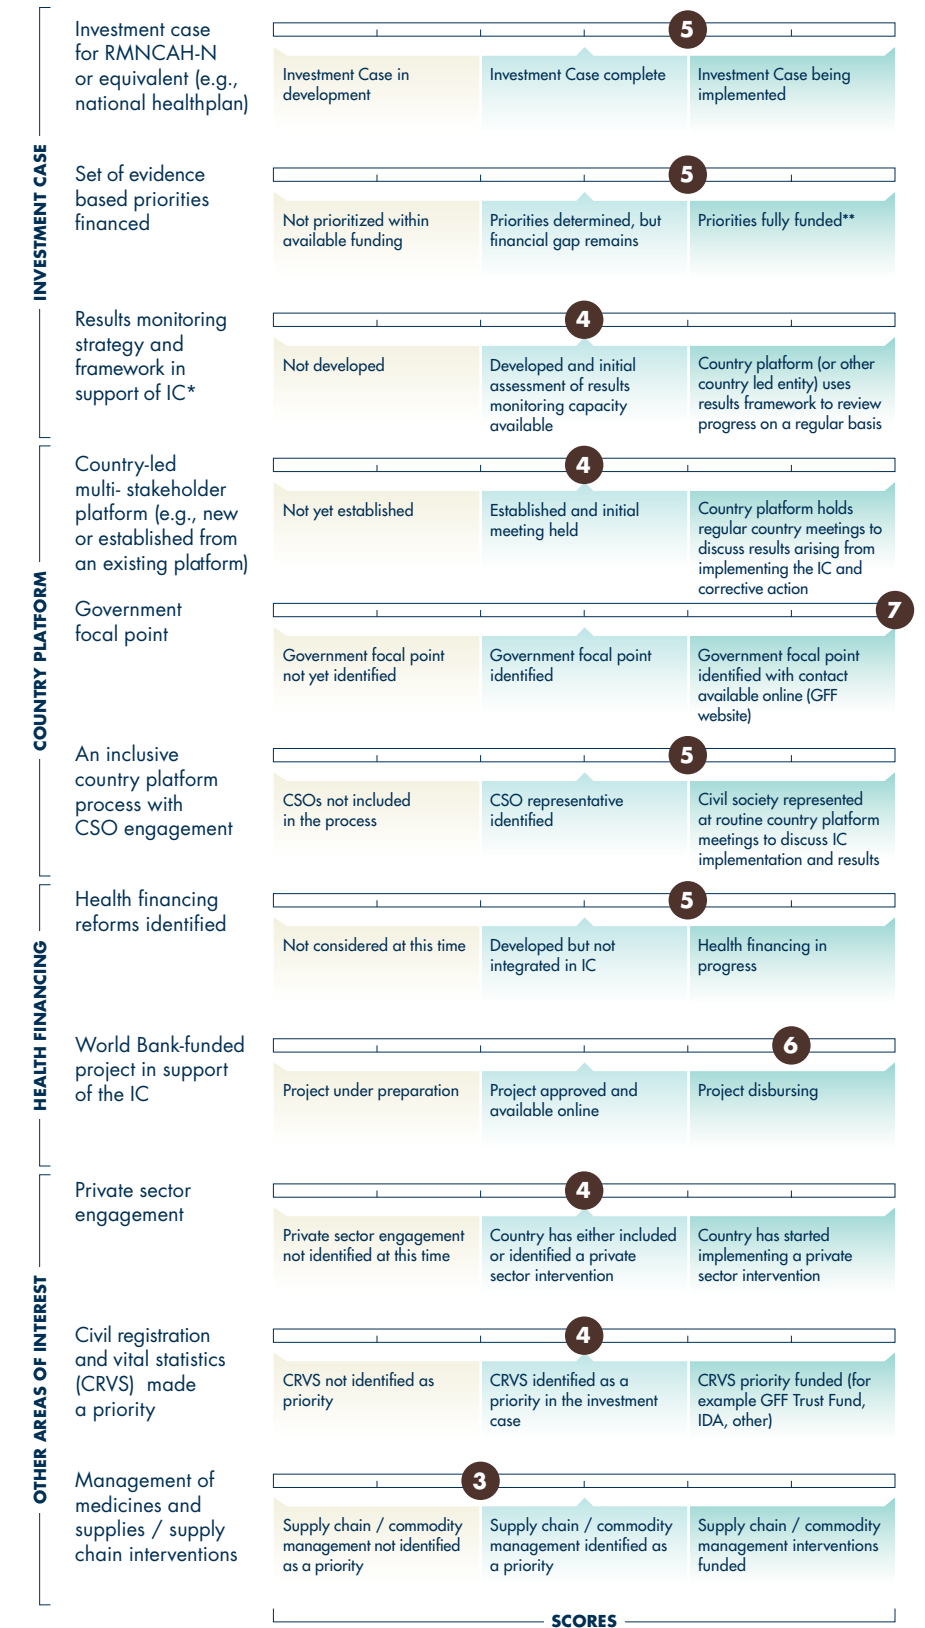 INVESTMENT CASE
Investment case
for RMNCAH-N
or equivalent (e.g.,
national healthplan)
5
Investment Case in
development
Investment Case complete
Investment Case being
implemented
Set of evidence
based priorities
financed
5
Not prioritized within
available funding
Priorities determined, but
financial gap remains
Priorities fully funded**
Results monitoring
strategy and
framework in
support of IC*
4
Not developed
Developed and initial
assessment of results
monitoring capacity
available
Country platform (or other
country led entity) uses
results framework to review
progress on a regular basis
COUNTRY PLATFORM
Country-led
multi- stakeholder
platform (e.g., new
or established from
an existing platform)
4
Not yet established
Established and initial
meeting held
Country platform holds
regular country meetings to
discuss results arising from
implementing the IC and
corrective action
Government
focal point
7
Government focal point
not yet identified
Government focal point
identified
Government focal point
identified with contact
available online (GFF
website)
An inclusive
country platform
process with
CSO engagement
5
CSOs not included
in the process
CSO representative
identified
Civil society represented
at routine country platform
meetings to discuss IC
implementation and results
HEALTH FINANCING
Health financing
reforms identified
5
Not considered at this time
Developed but not
integrated in IC
Health financing in
progress
World Bank-funded
project in support
of the IC
6
Project under preparation
Project approved and
available online
Project disbursing
OTHER AREAS OF INTEREST
Private sector
engagement
4
Private sector engagement
not identified at this time
Country has either included
or identified a private
sector intervention
Country has started
implementing a private
sector intervention
Civil registration
and vital statistics
(CRVS) made
a priority
4
CRVS not identified as
priority
CRVS identified as a
priority in the investment
case
CRVS priority funded (for
example GFF Trust Fund,
IDA, other)
Management of
medicines and
supplies / supply
chain interventions
3
Supply chain / commodity
management not identified
as a priority
Supply chain / commodity
management identified as
a priority
Supply chain / commodity
management interventions
funded
SCORES